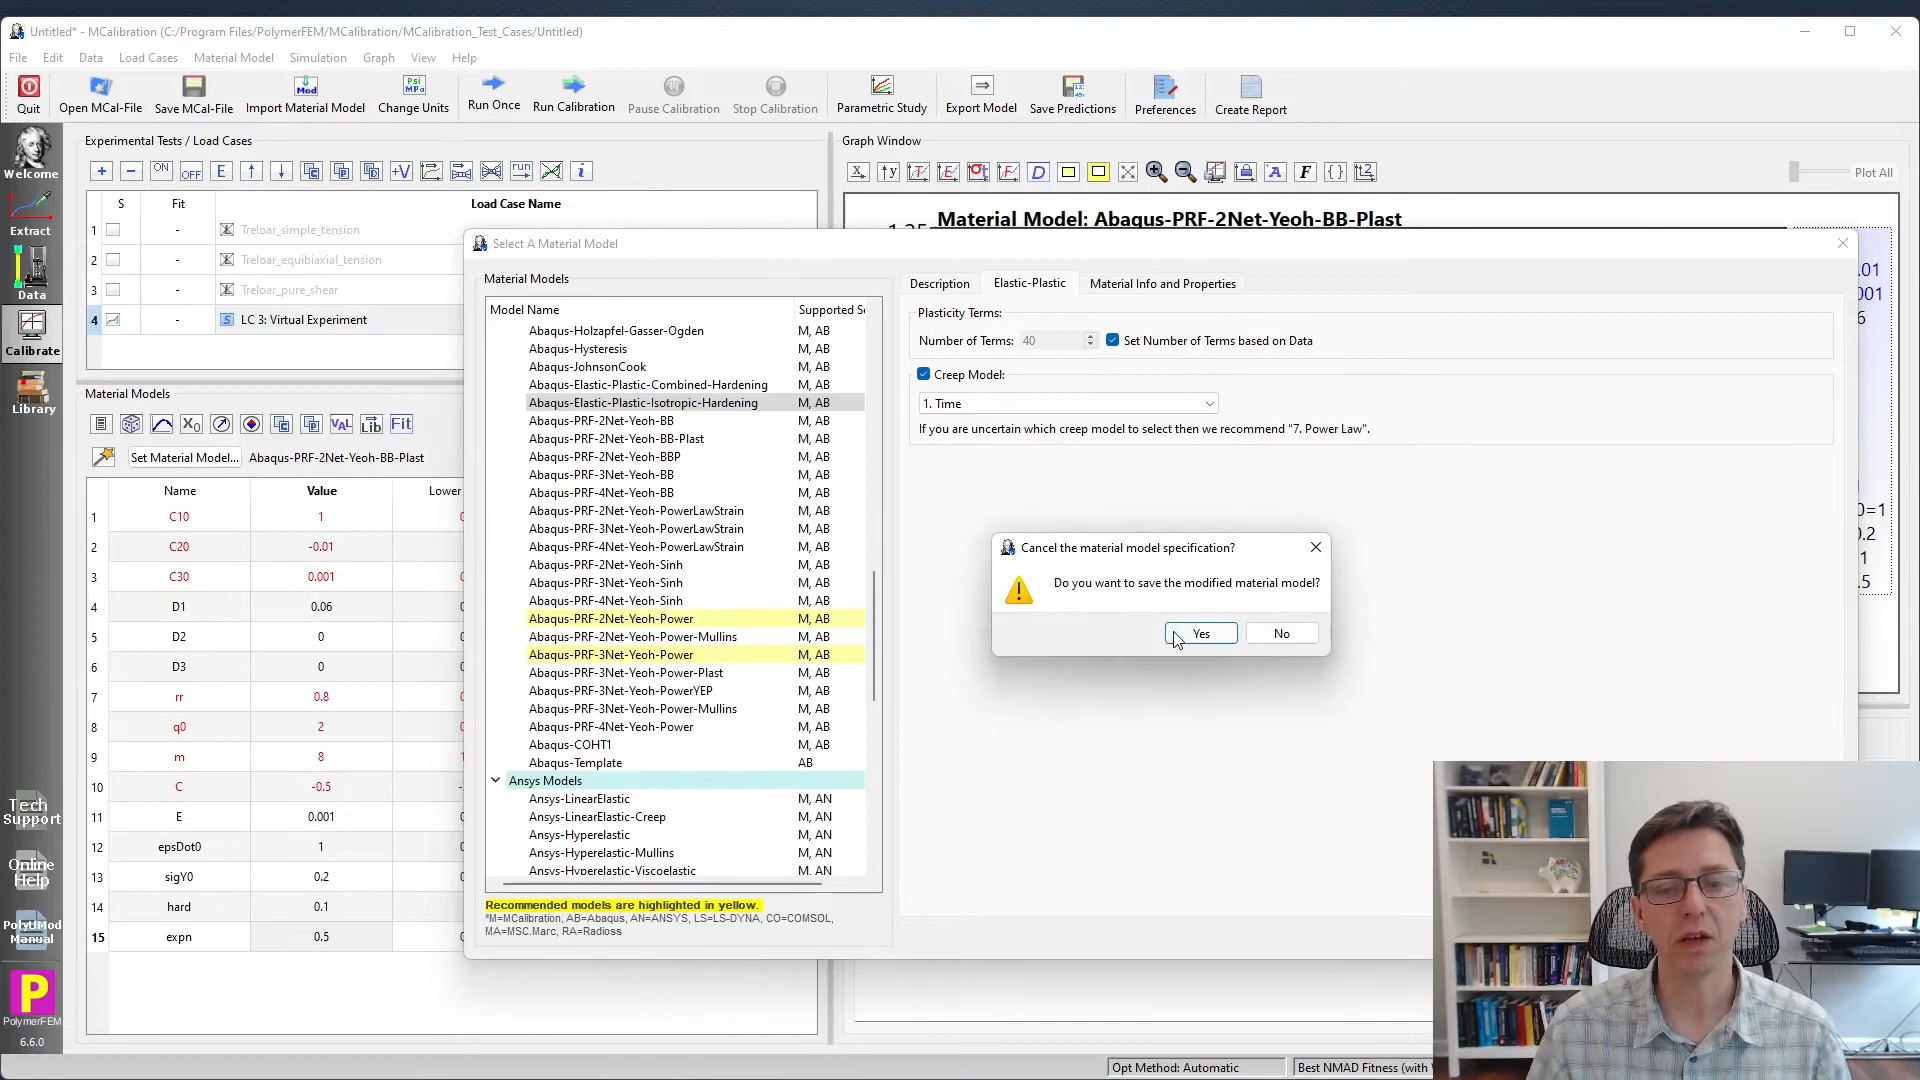 Untitled* - MCalibration (C:/Program Files/PolymerFEM/MCalibration/MCalibration_Test_Cases/Untitled)
File Edit Data Load Cases Material Model Simulation Graph View Help
Quit Open MCal-File Save MCal-File Import Material Model Change Units Run Once Run Calibration Pause Calibration Stop Calibration Parametric Study Export Model Save Predictions Preferences Create Report
Welcome
Extract
Data
Calibrate
Library
Tech Support
Online Help
PolyUMod Manual
PolymerFEM
6.6.0
Experimental Tests / Load Cases
S Fit Load Case Name
1 - Treloar_simple_tension
2 - Treloar_equibiaxial_tension
3 - Treloar_pure_shear
4 - LC 3: Virtual Experiment
Material Models
Set Material Model... Abaqus-PRF-2Net-Yeoh-BB-Plast
Name Value Lower
1 C10 1
2 C20 -0.01
3 C30 0.001
4 D1 0.06
5 D2 0
6 D3 0
7 rr 0.8
8 q0 2
9 m 8
10 C -0.5
11 E 0.001
12 epsDot0 1
13 sigY0 0.2
14 hard 0.1
15 expn 0.5
Graph Window
Plot All
Material Model: Abaqus-PRF-2Net-Yeoh-BB-Plast
Select A Material Model
Material Models
Model Name Supported S
Abaqus-Holzapfel-Gasser-Ogden M, AB
Abaqus-Hysteresis M, AB
Abaqus-JohnsonCook M, AB
Abaqus-Elastic-Plastic-Combined-Hardening M, AB
Abaqus-Elastic-Plastic-Isotropic-Hardening M, AB
Abaqus-PRF-2Net-Yeoh-BB M, AB
Abaqus-PRF-2Net-Yeoh-BB-Plast M, AB
Abaqus-PRF-2Net-Yeoh-BBP M, AB
Abaqus-PRF-3Net-Yeoh-BB M, AB
Abaqus-PRF-4Net-Yeoh-BB M, AB
Abaqus-PRF-2Net-Yeoh-PowerLawStrain M, AB
Abaqus-PRF-3Net-Yeoh-PowerLawStrain M, AB
Abaqus-PRF-4Net-Yeoh-PowerLawStrain M, AB
Abaqus-PRF-2Net-Yeoh-Sinh M, AB
Abaqus-PRF-3Net-Yeoh-Sinh M, AB
Abaqus-PRF-4Net-Yeoh-Sinh M, AB
Abaqus-PRF-2Net-Yeoh-Power M, AB
Abaqus-PRF-2Net-Yeoh-Power-Mullins M, AB
Abaqus-PRF-3Net-Yeoh-Power M, AB
Abaqus-PRF-3Net-Yeoh-Power-Plast M, AB
Abaqus-PRF-3Net-Yeoh-PowerYEP M, AB
Abaqus-PRF-3Net-Yeoh-Power-Mullins M, AB
Abaqus-PRF-4Net-Yeoh-Power M, AB
Abaqus-COHT1 M, AB
Abaqus-Template AB
Ansys Models
Ansys-LinearElastic M, AN
Ansys-LinearElastic-Creep M, AN
Ansys-Hyperelastic M, AN
Ansys-Hyperelastic-Mullins M, AN
Ansys-Hyperelastic-Viscoelastic M, AN
Recommended models are highlighted in yellow.
*M=MCalibration, AB=Abaqus, AN=ANSYS, LS=LS-DYNA, CO=COMSOL,
MA=MSC.Marc, RA=Radioss
Description Elastic-Plastic Material Info and Properties
Plasticity Terms:
Number of Terms: 40 Set Number of Terms based on Data
Creep Model:
1. Time
If you are uncertain which creep model to select then we recommend "7. Power Law".
Cancel the material model specification?
Do you want to save the modified material model?
Yes No
.01
001
6
0=1
0.2
1
.5
Opt Method: Automatic Best NMAD Fitness (with